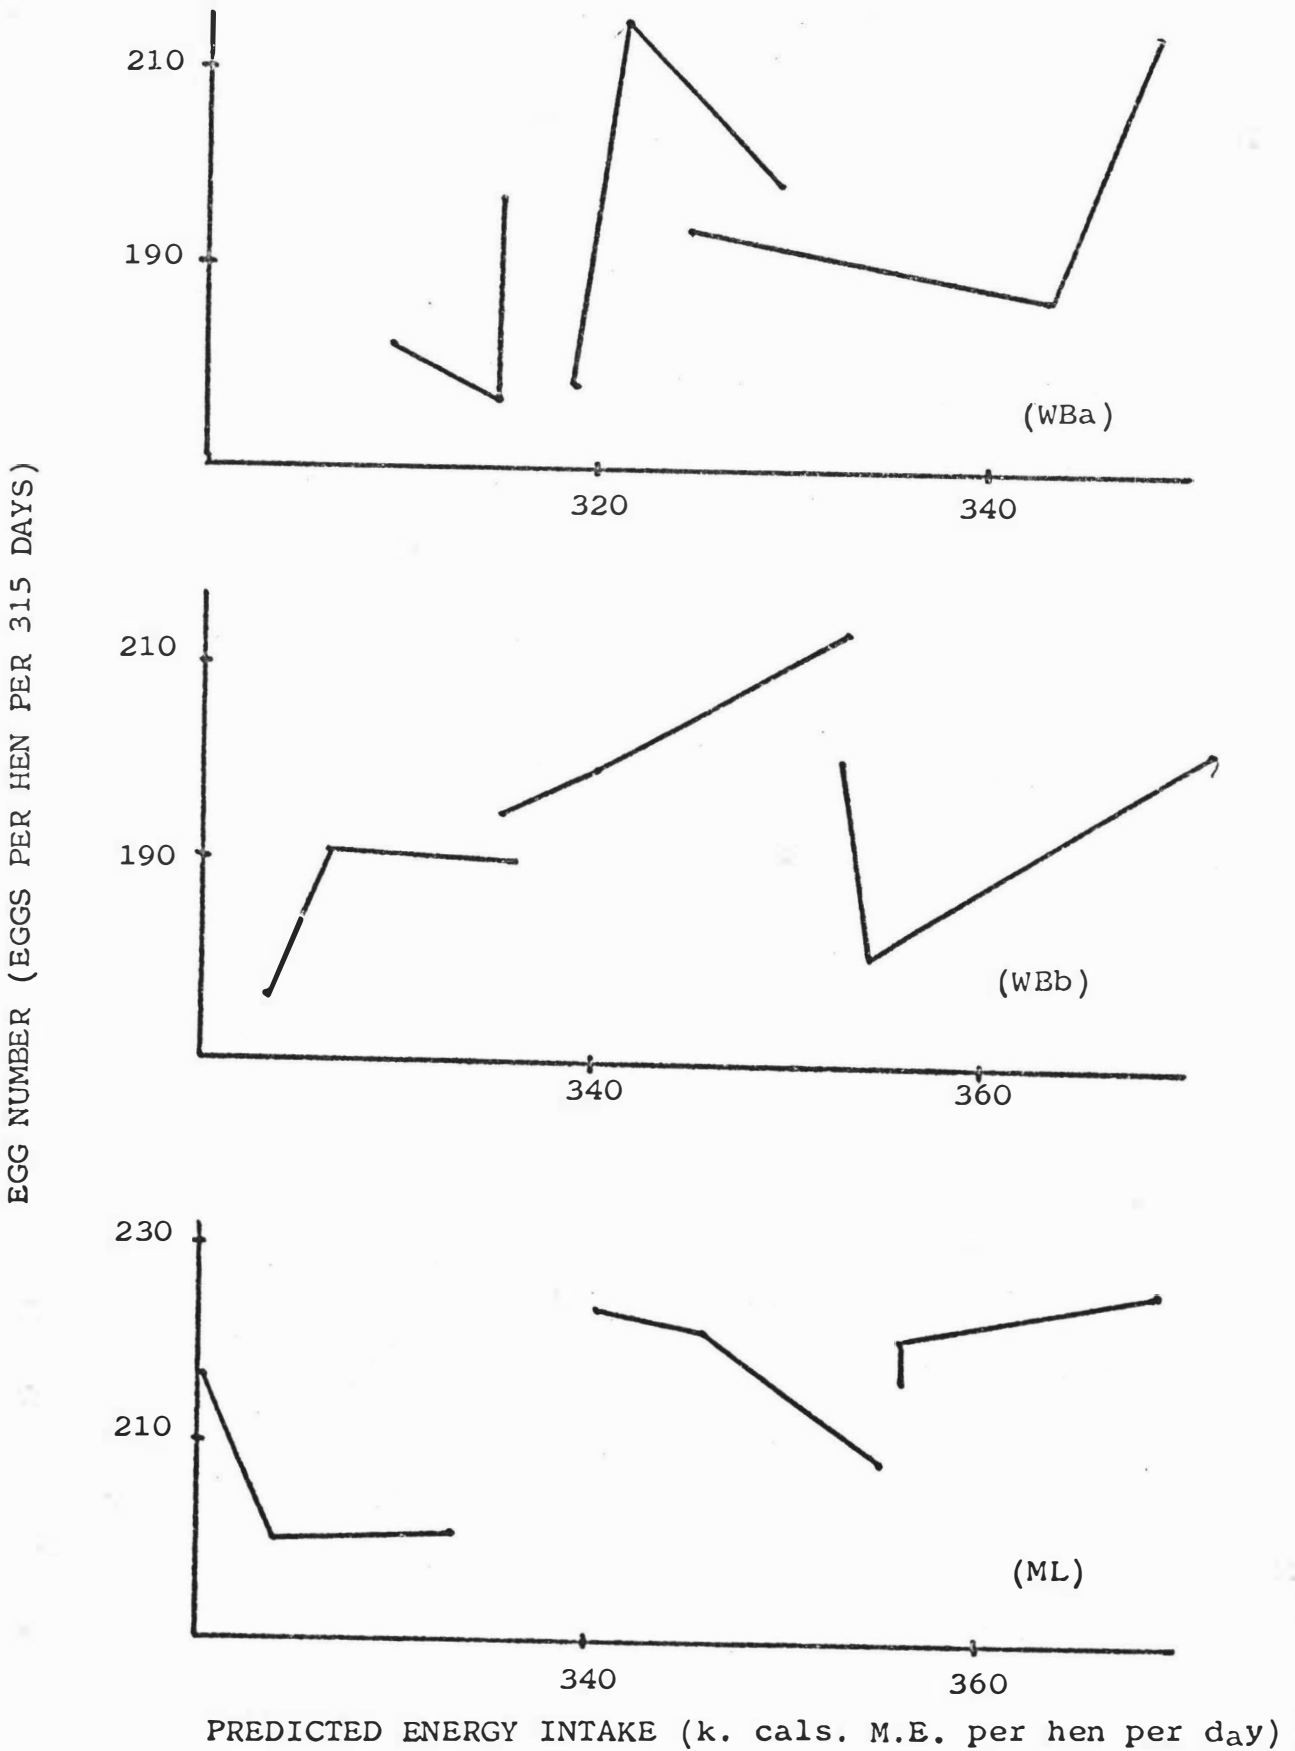 210
190
(WBa)
320
340
EGG NUMBER (EGGS PER HEN PER 315 DAYS)
210
190
(WBb)
340
360
230
210
(ML)
340
360
PREDICTED ENERGY INTAKE (k. cals. M.E. per hen per day)